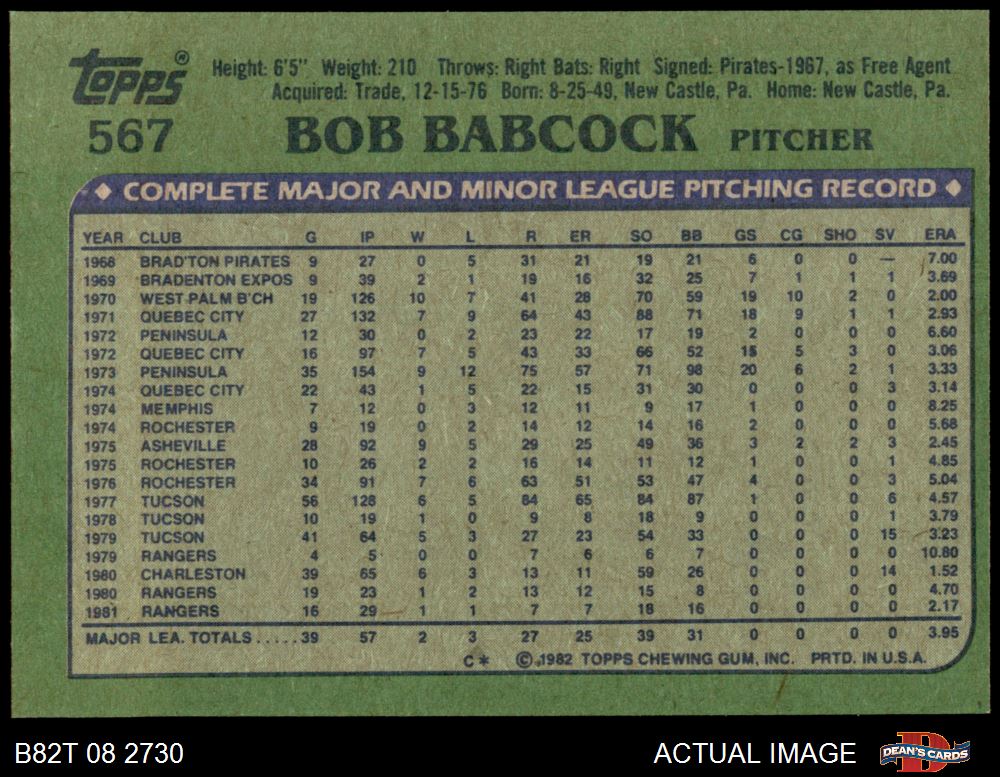 TOPPS®
Height: 6'5" Weight: 210 Throws: Right Bats: Right Signed: Pirates-1967, as Free Agent
Acquired: Trade, 12-15-76 Born: 8-25-49, New Castle, Pa. Home: New Castle, Pa.
567 BOB BABCOCK PITCHER
COMPLETE MAJOR AND MINOR LEAGUE PITCHING RECORD
YEAR CLUB G IP W L R ER SO BB GS CG SHO SV ERA
1968 BRAD'TON PIRATES 9 27 0 5 31 21 19 21 6 0 0 — 7.00
1969 BRADENTON EXPOS 9 39 2 1 19 16 32 25 7 1 1 1 3.69
1970 WEST PALM B'CH 19 126 10 7 41 28 70 59 19 10 2 0 2.00
1971 QUEBEC CITY 27 132 7 9 64 43 88 71 18 9 1 1 2.93
1972 PENINSULA 12 30 0 2 23 22 17 19 2 0 0 0 6.60
1972 QUEBEC CITY 16 97 7 5 43 33 66 52 15 5 3 0 3.06
1973 PENINSULA 35 154 9 12 75 57 71 98 20 6 2 1 3.33
1974 QUEBEC CITY 22 43 1 5 22 15 31 30 0 0 0 3 3.14
1974 MEMPHIS 7 12 0 3 12 11 9 17 1 0 0 0 8.25
1974 ROCHESTER 9 19 0 2 14 12 14 16 2 0 0 0 5.68
1975 ASHEVILLE 28 92 9 5 29 25 49 36 3 2 2 3 2.45
1975 ROCHESTER 10 26 2 2 16 14 11 12 1 0 0 1 4.85
1976 ROCHESTER 34 91 7 6 63 51 53 47 4 0 0 3 5.04
1977 TUCSON 56 128 6 5 84 65 84 87 1 0 0 6 4.57
1978 TUCSON 10 19 1 0 9 8 18 9 0 0 0 1 3.79
1979 TUCSON 41 64 5 3 27 23 54 33 0 0 0 15 3.23
1979 RANGERS 4 5 0 0 7 6 6 7 0 0 0 0 10.80
1980 CHARLESTON 39 65 6 3 13 11 59 26 0 0 0 14 1.52
1980 RANGERS 19 23 1 2 13 12 15 8 0 0 0 0 4.70
1981 RANGERS 16 29 1 1 7 7 18 16 0 0 0 0 2.17
MAJOR LEA. TOTALS.....39 57 2 3 27 25 39 31 0 0 0 0 3.95
C* © 1982 TOPPS CHEWING GUM, INC. PRTD. IN U.S.A.
B82T 08 2730 ACTUAL IMAGE DEAN'S CARDS